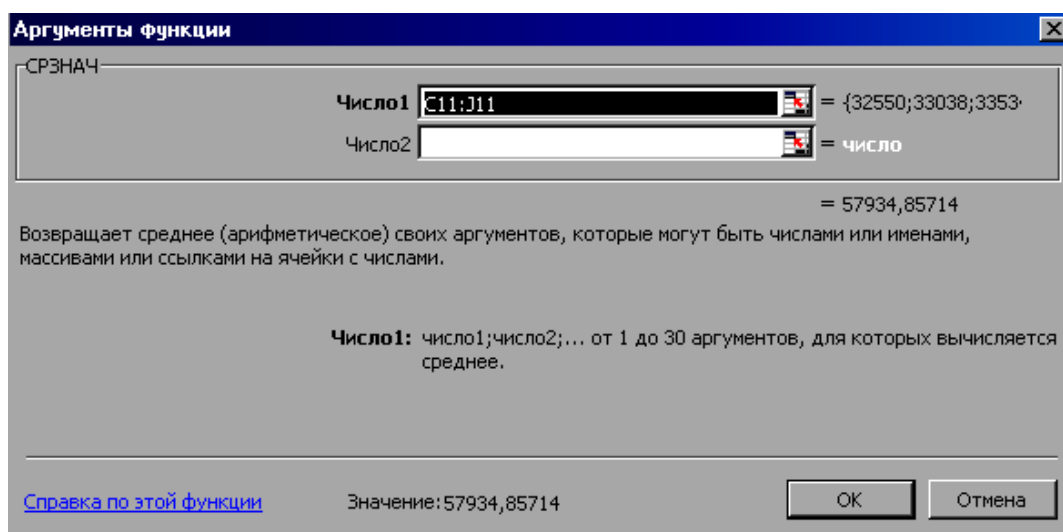 Аргументы функции
СРЗНАЧ
Число1 C11:J11 = {32550;33038;3353
Число2 = число
= 57934,85714
Возвращает среднее (арифметическое) своих аргументов, которые могут быть числами или именами,
массивами или ссылками на ячейки с числами.
Число1: число1;число2;... от 1 до 30 аргументов, для которых вычисляется
среднее.
Справка по этой функции Значение:57934,85714 ОК Отмена